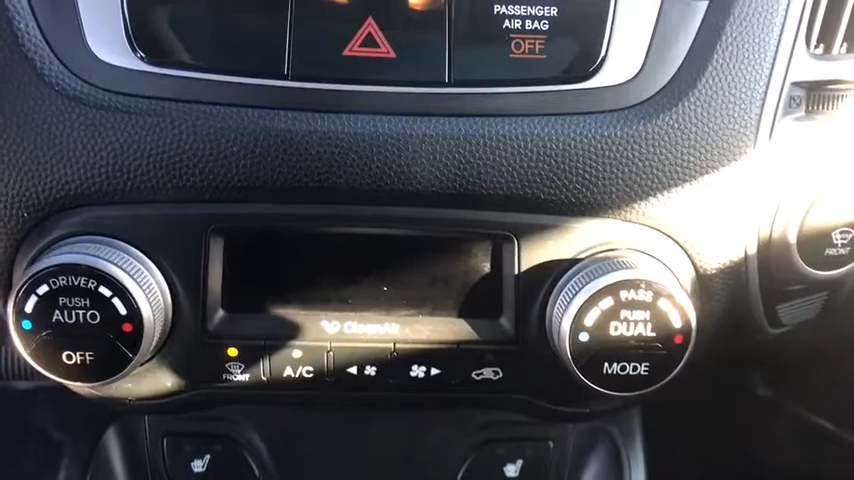 PASSENGER
AIR BAG
OFF
DRIVER
PUSH
AUTO
OFF
CleanAir
FRONT
A/C
PASS
PUSH
DUAL
MODE
FRONT